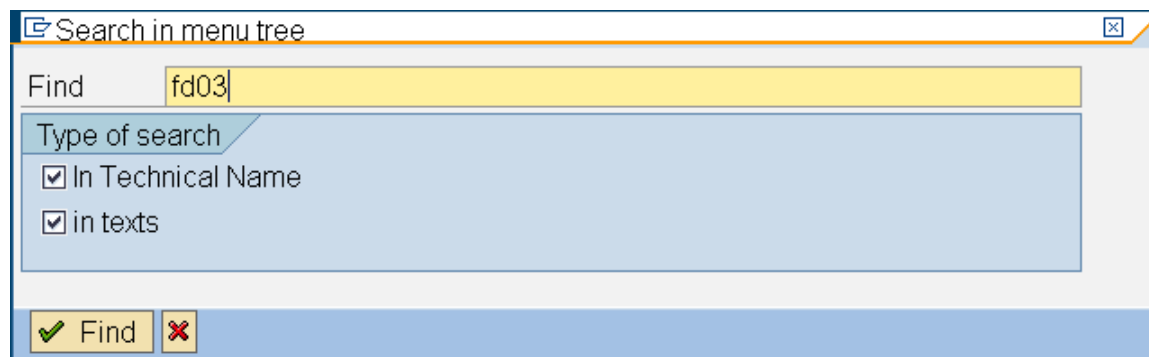 Search in menu tree
Find fd03
Type of search
In Technical Name
in texts
Find